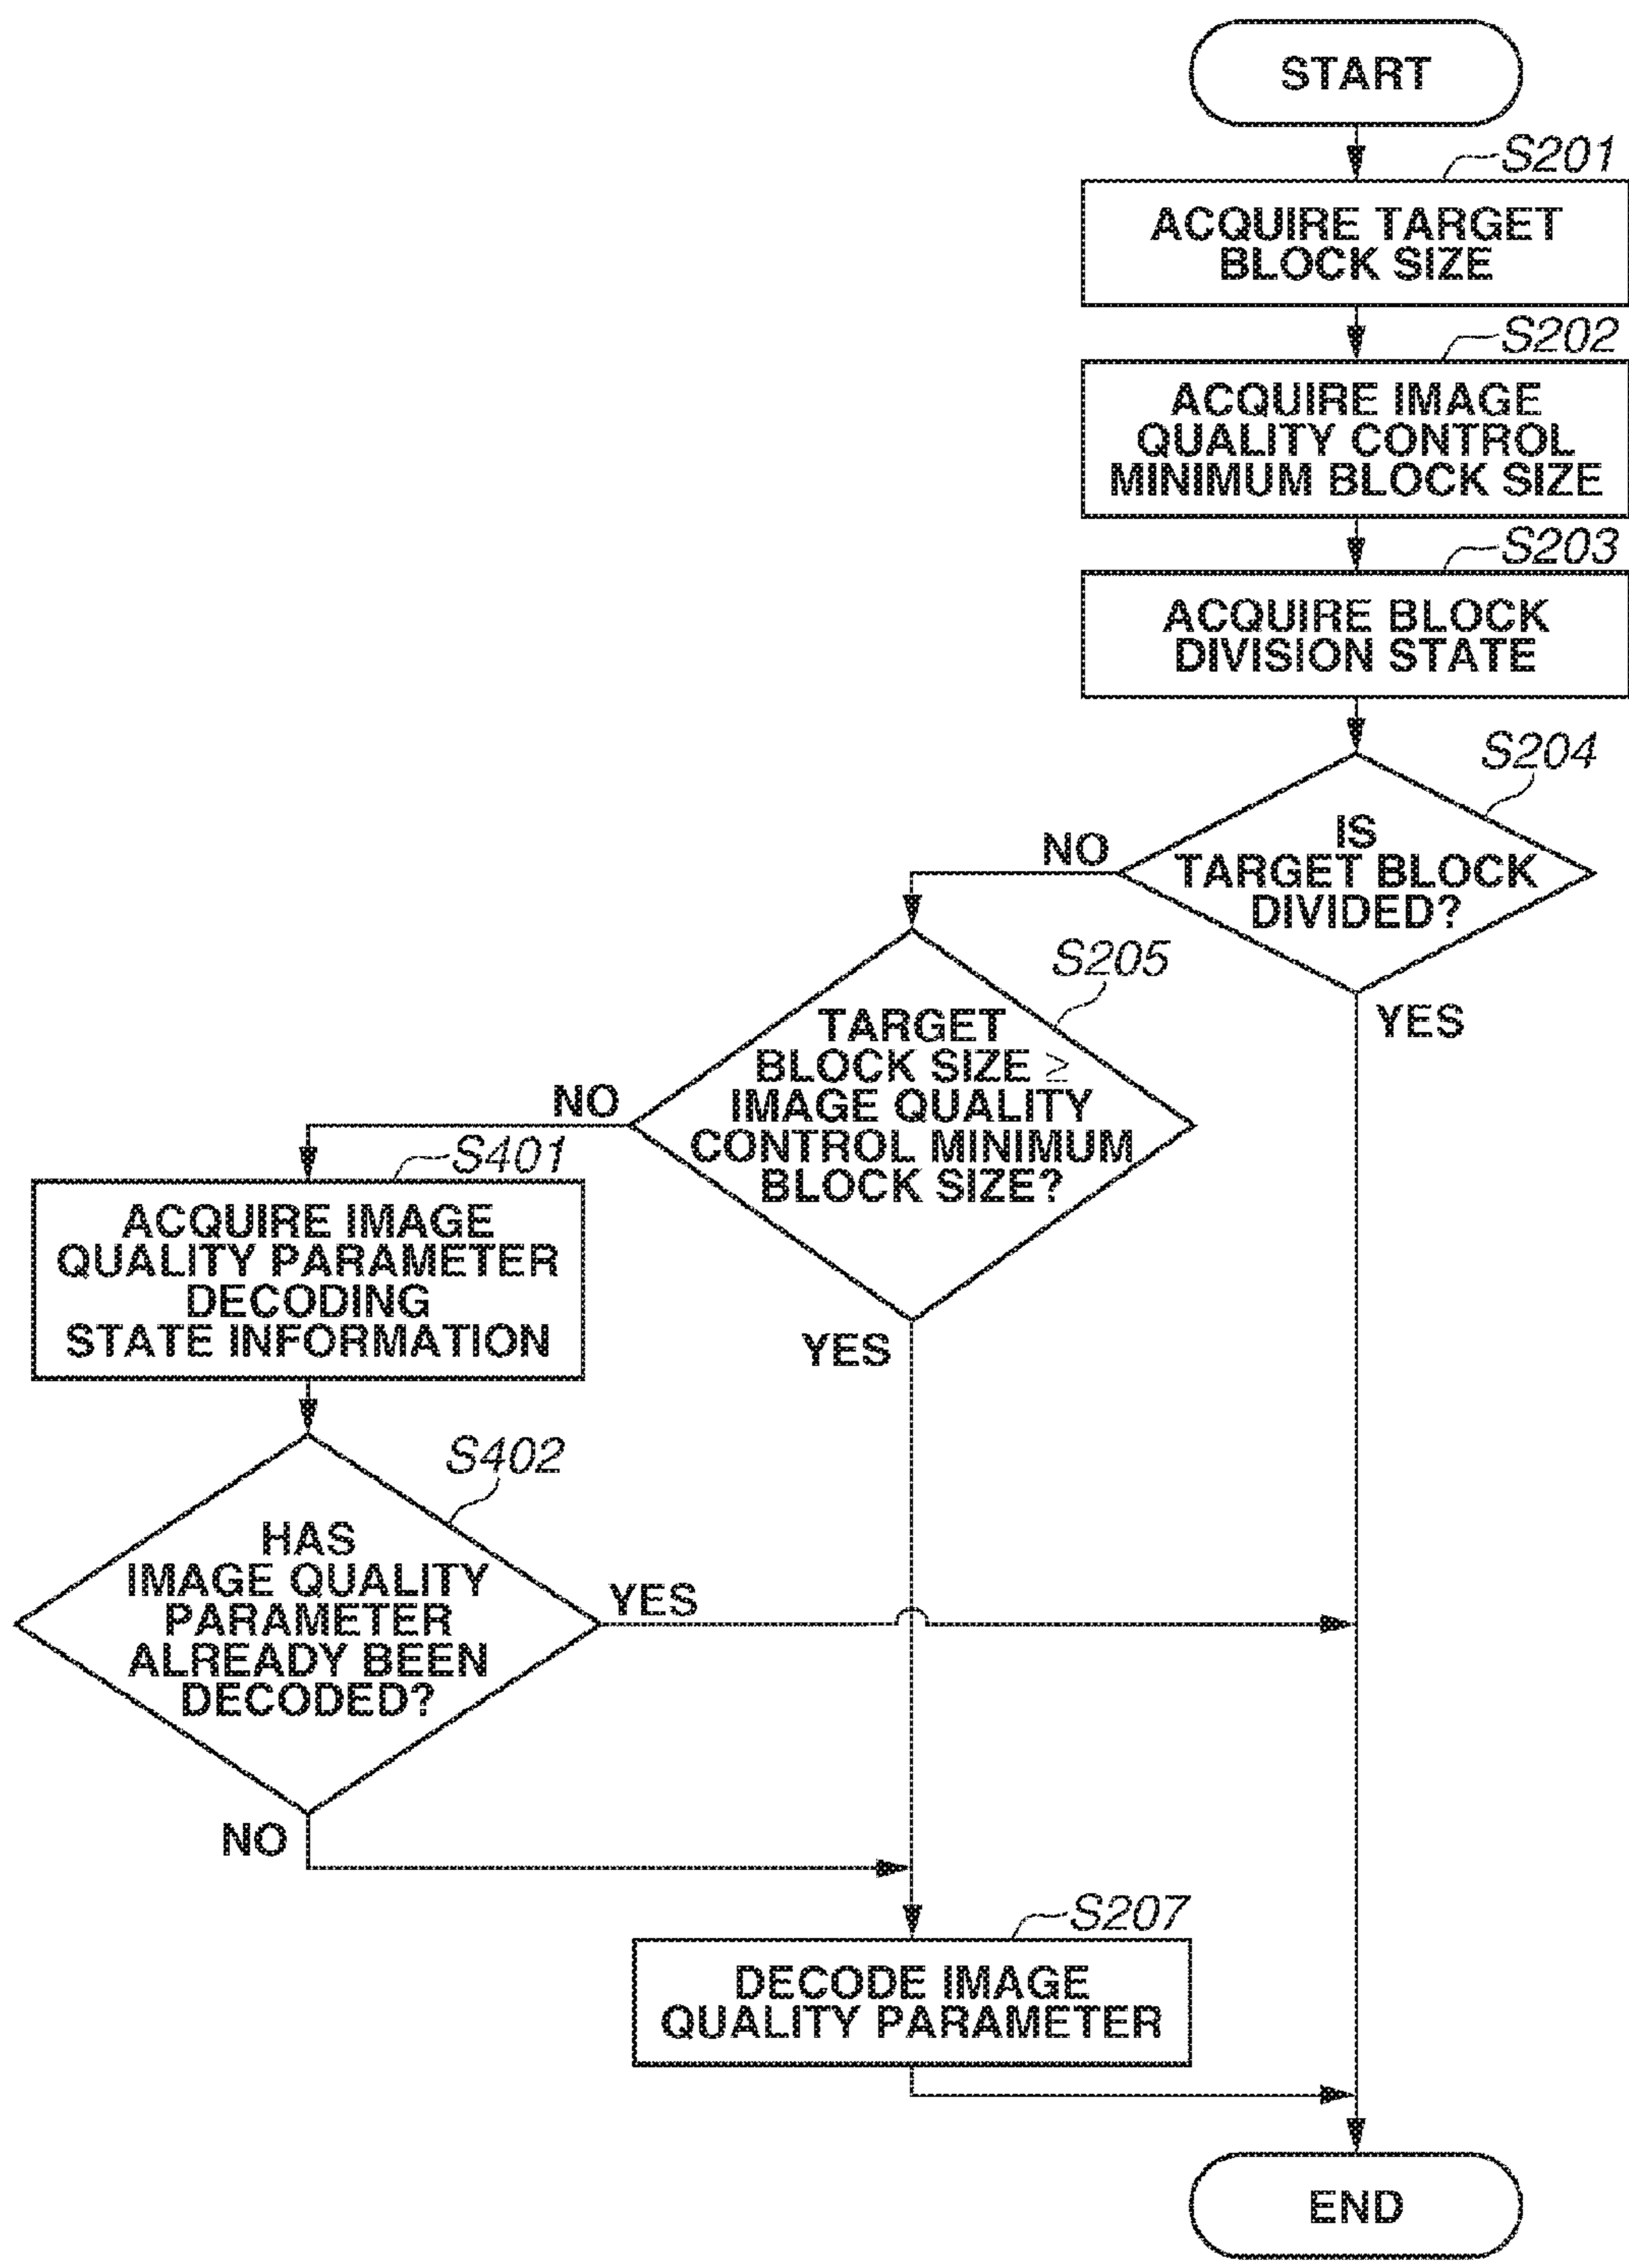 START
S201
ACQUIRE TARGET
BLOCK SIZE
S202
ACQUIRE IMAGE
QUALITY CONTROL
MINIMUM BLOCK SIZE
S203
ACQUIRE BLOCK
DIVISION STATE
S204
IS
TARGET BLOCK
DIVIDED?
NO
YES
S205
TARGET
BLOCK SIZE ≥
IMAGE QUALITY
CONTROL MINIMUM
BLOCK SIZE?
NO
YES
S401
ACQUIRE IMAGE
QUALITY PARAMETER
DECODING
STATE INFORMATION
S402
HAS
IMAGE QUALITY
PARAMETER
ALREADY BEEN
DECODED?
YES
NO
S207
DECODE IMAGE
QUALITY PARAMETER
END